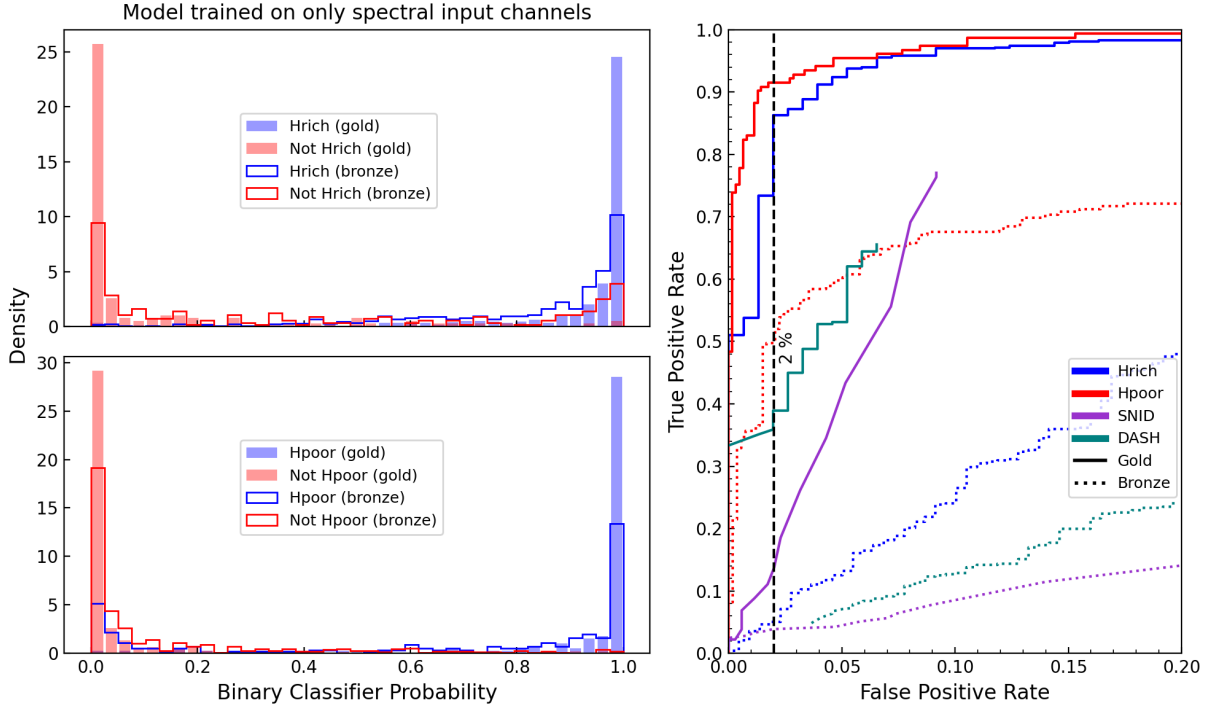 Model trained on only spectral input channels
25
20
15
10
5
0
Hrich (gold)
Not Hrich (gold)
Hrich (bronze)
Not Hrich (bronze)
Density
30
25
20
15
10
5
0
Hpoor (gold)
Not Hpoor (gold)
Hpoor (bronze)
Not Hpoor (bronze)
0.0 0.2 0.4 0.6 0.8 1.0
Binary Classifier Probability
1.0
0.9
0.8
0.7
0.6
0.5
0.4
0.3
0.2
0.1
0.0
True Positive Rate
2 %
Hrich
Hpoor
SNID
DASH
Gold
Bronze
0.00 0.05 0.10 0.15 0.20
False Positive Rate